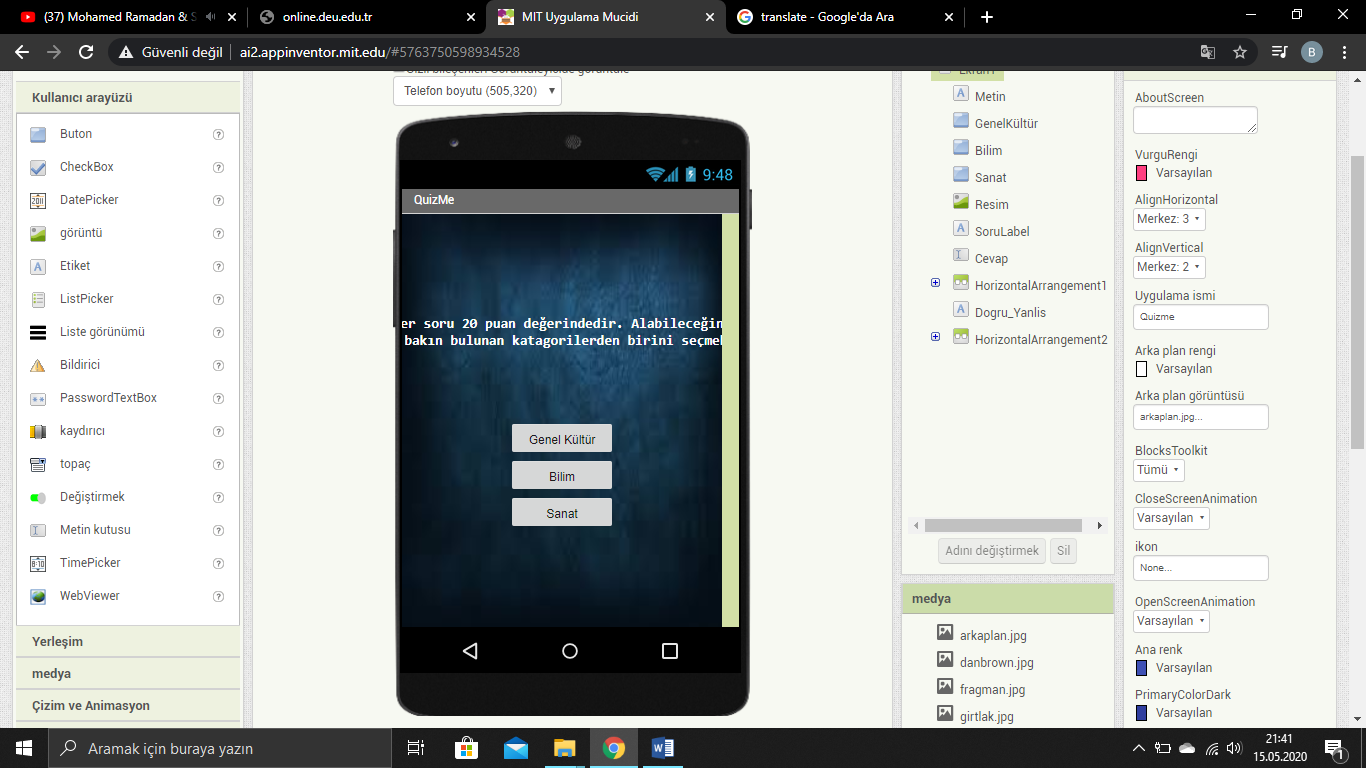 (37) Mohamed Ramadan & S
online.deu.edu.tr
MIT Uygulama Mucidi
translate - Google'da Ara
Güvenli değil
ai2.appinventor.mit.edu/#5763750598934528
B
Kullanıcı arayüzü
Buton
CheckBox
DatePicker
görüntü
Etiket
ListPicker
Liste görünümü
Bildirici
PasswordTextBox
kaydırıcı
topaç
Değiştirmek
Metin kutusu
TimePicker
WebViewer
Yerleşim
medya
Çizim ve Animasyon
Telefon boyutu (505,320)
9:48
QuizMe
er soru 20 puan değerindedir. Alabileceğin
bakın bulunan katagorilerden birini seçmek
Genel Kültür
Bilim
Sanat
Ekran1
Metin
GenelKültür
Bilim
Sanat
Resim
SoruLabel
Cevap
HorizontalArrangement1
Dogru_Yanlis
HorizontalArrangement2
Adını değiştirmek
Sil
medya
arkaplan.jpg
danbrown.jpg
fragman.jpg
girtlak.jpg
AboutScreen
VurguRengi
Varsayılan
AlignHorizontal
Merkez: 3
AlignVertical
Merkez: 2
Uygulama ismi
Quizme
Arka plan rengi
Varsayılan
Arka plan görüntüsü
arkaplan.jpg...
BlocksToolkit
Tümü
CloseScreenAnimation
Varsayılan
ikon
None...
OpenScreenAnimation
Varsayılan
Ana renk
Varsayılan
PrimaryColorDark
Varsayılan
Aramak için buraya yazın
21:41
15.05.2020
1